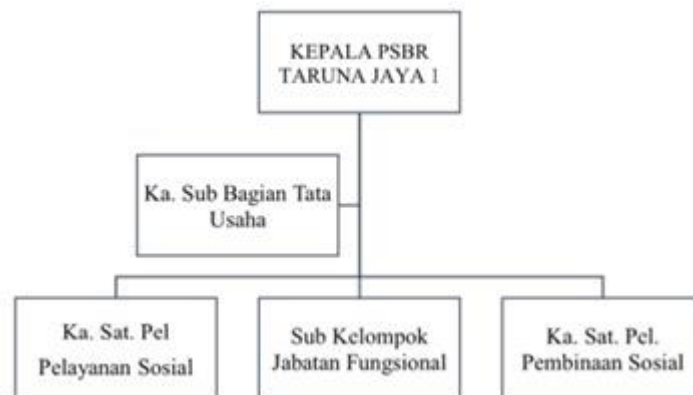 KEPALA PSBR
TARUNA JAYA 1
Ka. Sub Bagian Tata
Usaha
Ka. Sat. Pel
Pelayanan Sosial
Sub Kelompok
Jabatan Fungsional
Ka. Sat. Pel.
Pembinaan Sosial